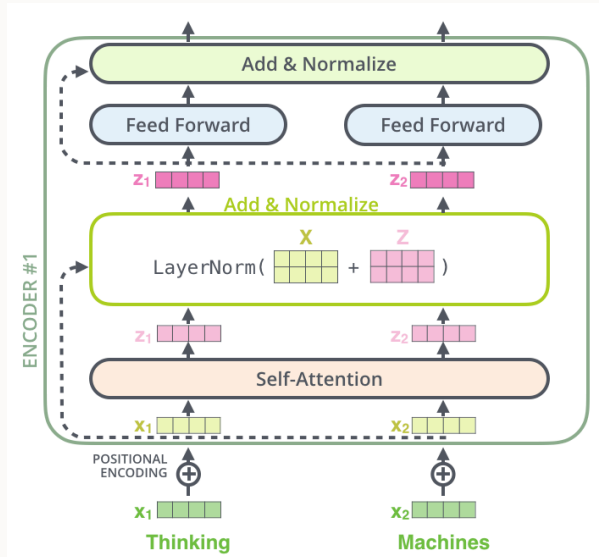 Add & Normalize
Feed Forward Feed Forward
z1 z2
Add & Normalize
X Z
LayerNorm( + )
ENCODER #1
z1 z2
Self-Attention
x1 x2
POSITIONAL
ENCODING
x1 x2
Thinking Machines